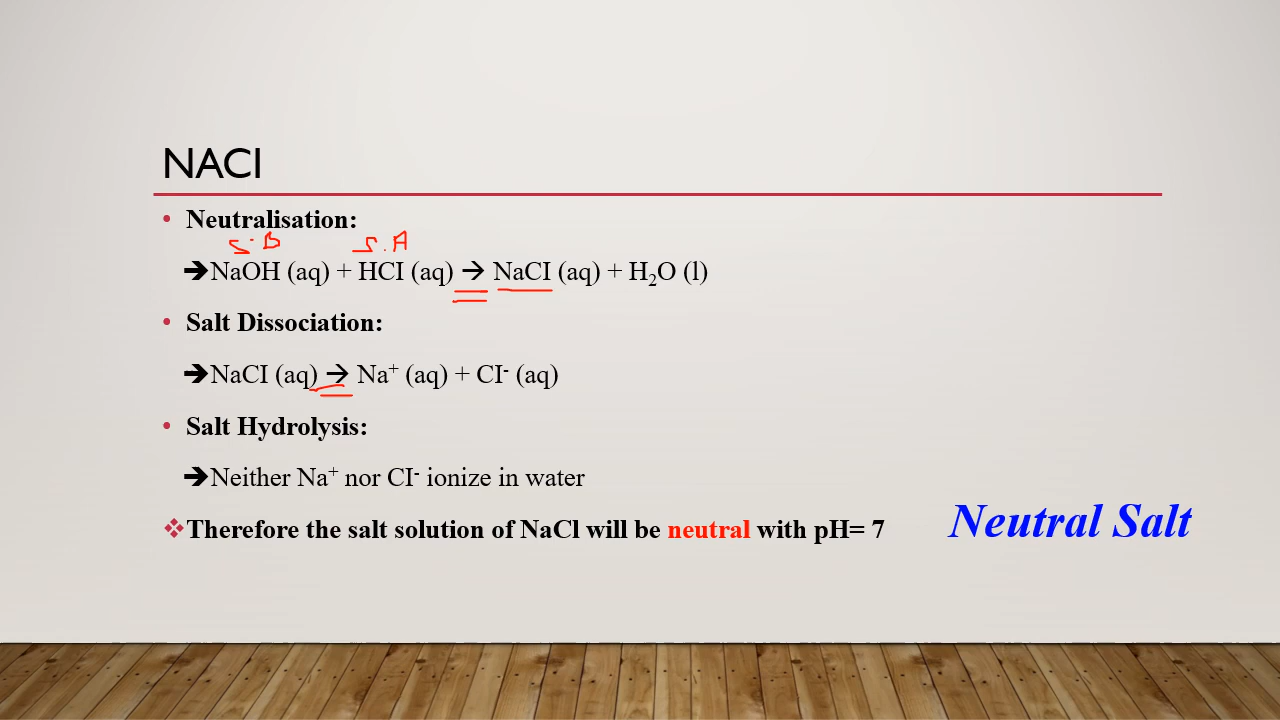 NACI
• Neutralisation:
S.B S.A
➔NaOH (aq) + HCI (aq) → NaCI (aq) + H₂O (l)
• Salt Dissociation:
➔NaCI (aq) → Na⁺ (aq) + CI⁻ (aq)
• Salt Hydrolysis:
➔Neither Na⁺ nor CI⁻ ionize in water
❖Therefore the salt solution of NaCl will be neutral with pH= 7
Neutral Salt